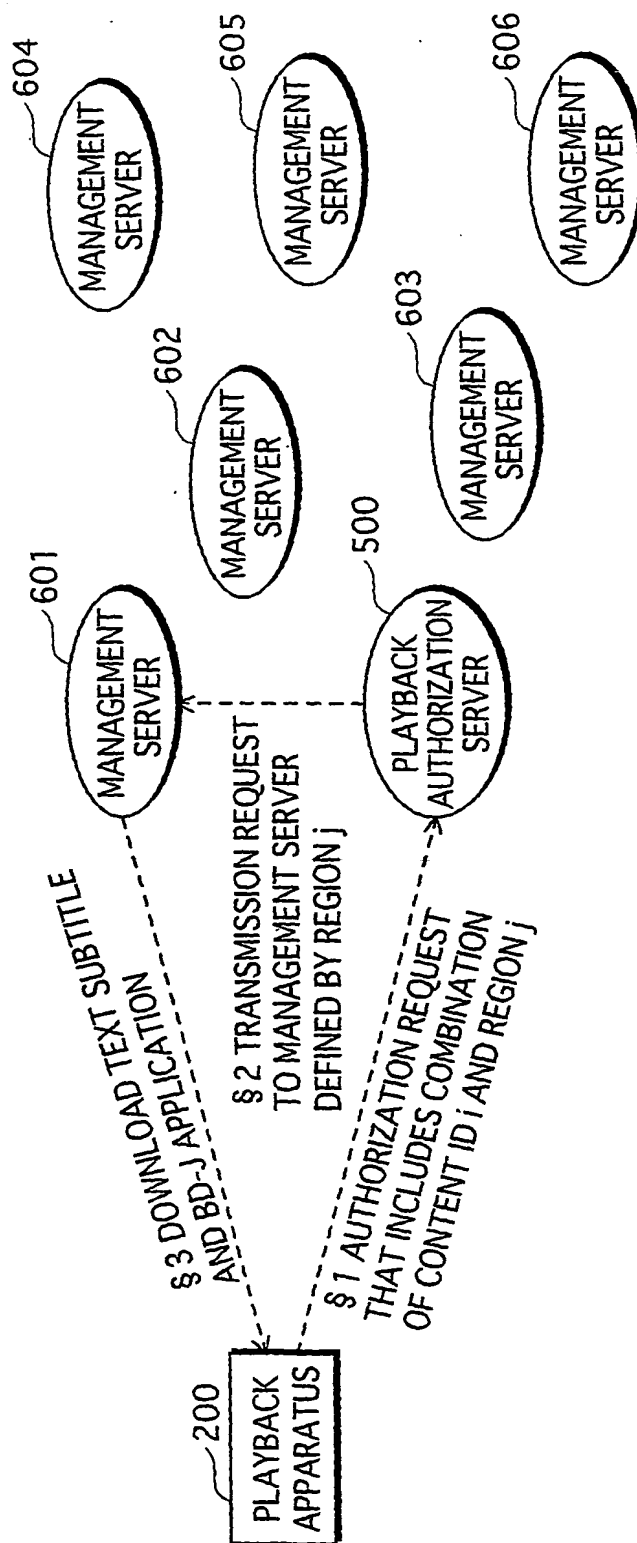 200
PLAYBACK
APPARATUS
§3 DOWNLOAD TEXT SUBTITLE
AND BD-J APPLICATION
§2 TRANSMISSION REQUEST
TO MANAGEMENT SERVER
DEFINED BY REGION j
§1 AUTHORIZATION REQUEST
THAT INCLUDES COMBINATION
OF CONTENT ID i AND REGION j
601
MANAGEMENT
SERVER
500
PLAYBACK
AUTHORIZATION
SERVER
602
MANAGEMENT
SERVER
603
MANAGEMENT
SERVER
604
MANAGEMENT
SERVER
605
MANAGEMENT
SERVER
606
MANAGEMENT
SERVER